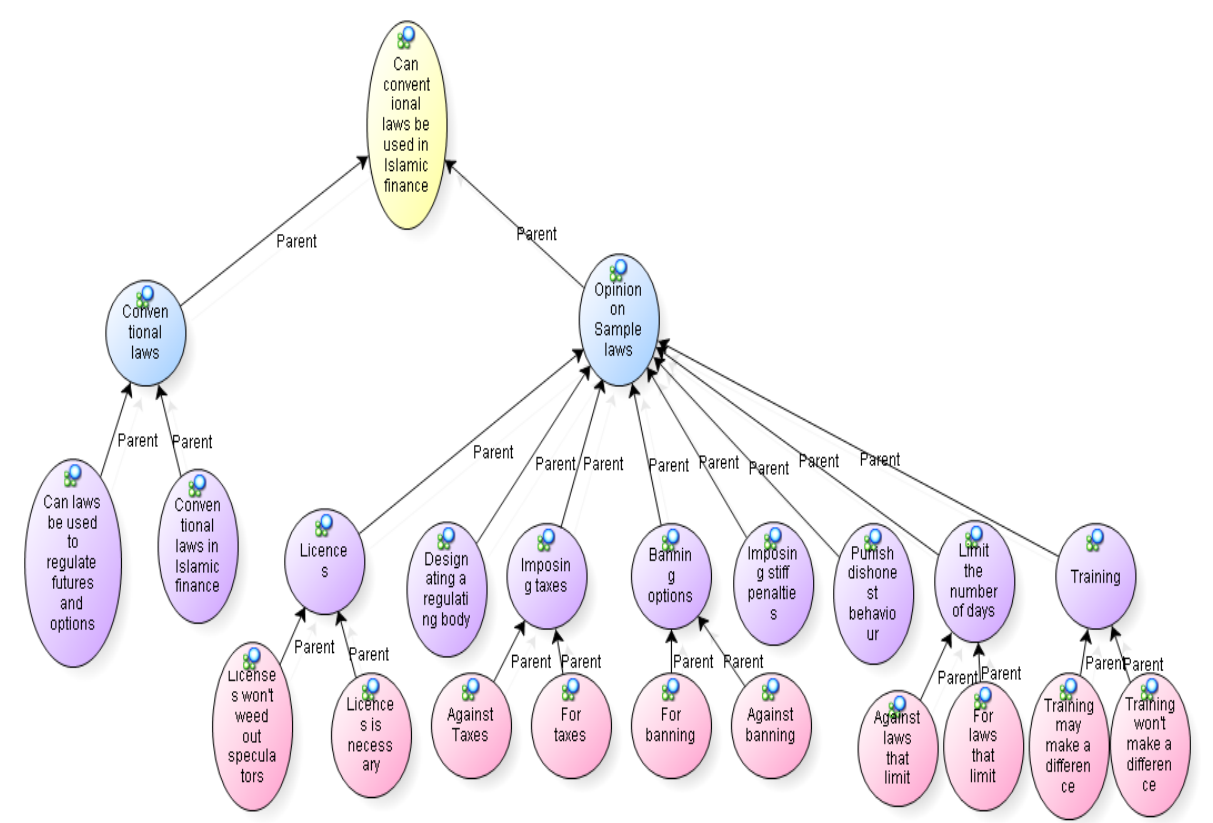 Can
convent
ional
laws be
used in
Islamic
finance
Parent
Parent
Conven
tional
laws
Opinion
on
Sample
laws
Parent
Parent
Parent
Parent
Parent
Parent
Parent
Parent
Parent
Parent
Can laws
be used
to
regulate
futures
and
options
Conven
tional
laws in
Islamic
finance
Licence
s
Design
ating a
regulati
ng body
Imposin
g taxes
Bannin
g
options
Imposin
g stiff
penaltie
s
Punish
dishone
st
behavio
ur
Limit
the
number
of days
Training
Parent
Parent
Parent
Parent
Parent
Parent
Parent
Parent
Parent
Parent
License
s won't
weed
out
specula
tors
Licence
s is
necess
ary
Against
Taxes
For
taxes
For
banning
Against
banning
Against
laws
that
limit
For
laws
that
limit
Training
may
make a
differen
ce
Training
won't
make a
differen
ce